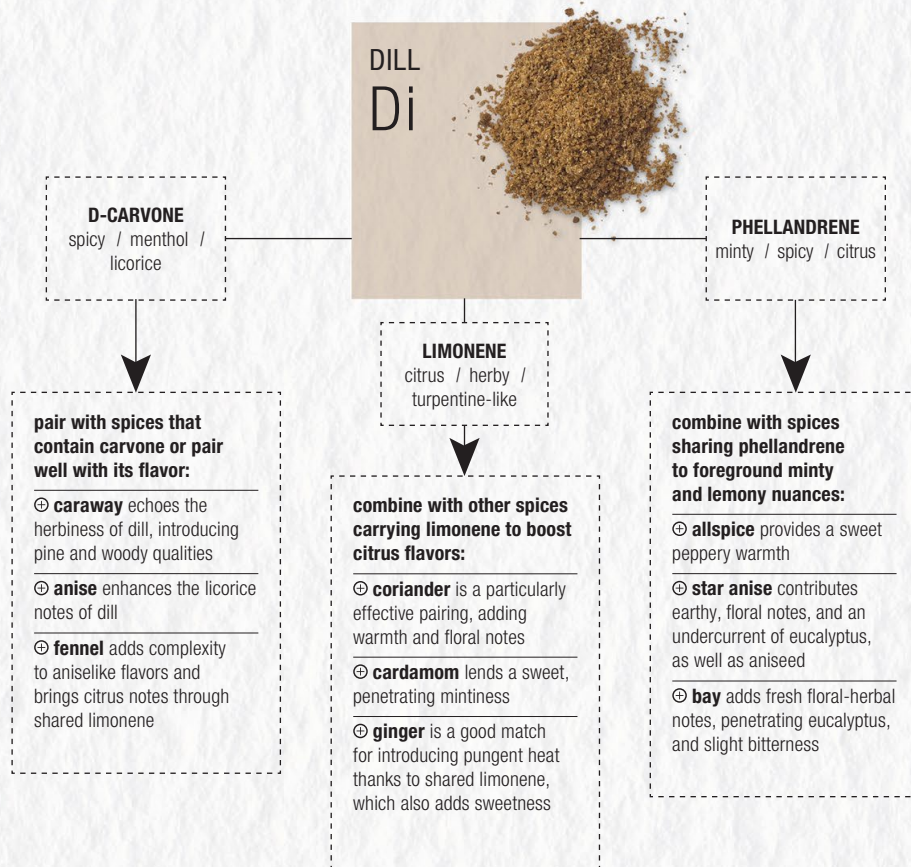 DILL
Di
D-CARVONE
spicy / menthol /
licorice
PHELLANDRENE
minty / spicy / citrus
LIMONENE
citrus / herby /
turpentine-like
pair with spices that
contain carvone or pair
well with its flavor:
⊕ caraway echoes the
herbiness of dill, introducing
pine and woody qualities
⊕ anise enhances the licorice
notes of dill
⊕ fennel adds complexity
to aniselike flavors and
brings citrus notes through
shared limonene
combine with other spices
carrying limonene to boost
citrus flavors:
⊕ coriander is a particularly
effective pairing, adding
warmth and floral notes
⊕ cardamom lends a sweet,
penetrating mintiness
⊕ ginger is a good match
for introducing pungent heat
thanks to shared limonene,
which also adds sweetness
combine with spices
sharing phellandrene
to foreground minty
and lemony nuances:
⊕ allspice provides a sweet
peppery warmth
⊕ star anise contributes
earthy, floral notes, and an
undercurrent of eucalyptus,
as well as aniseed
⊕ bay adds fresh floral-herbal
notes, penetrating eucalyptus,
and slight bitterness